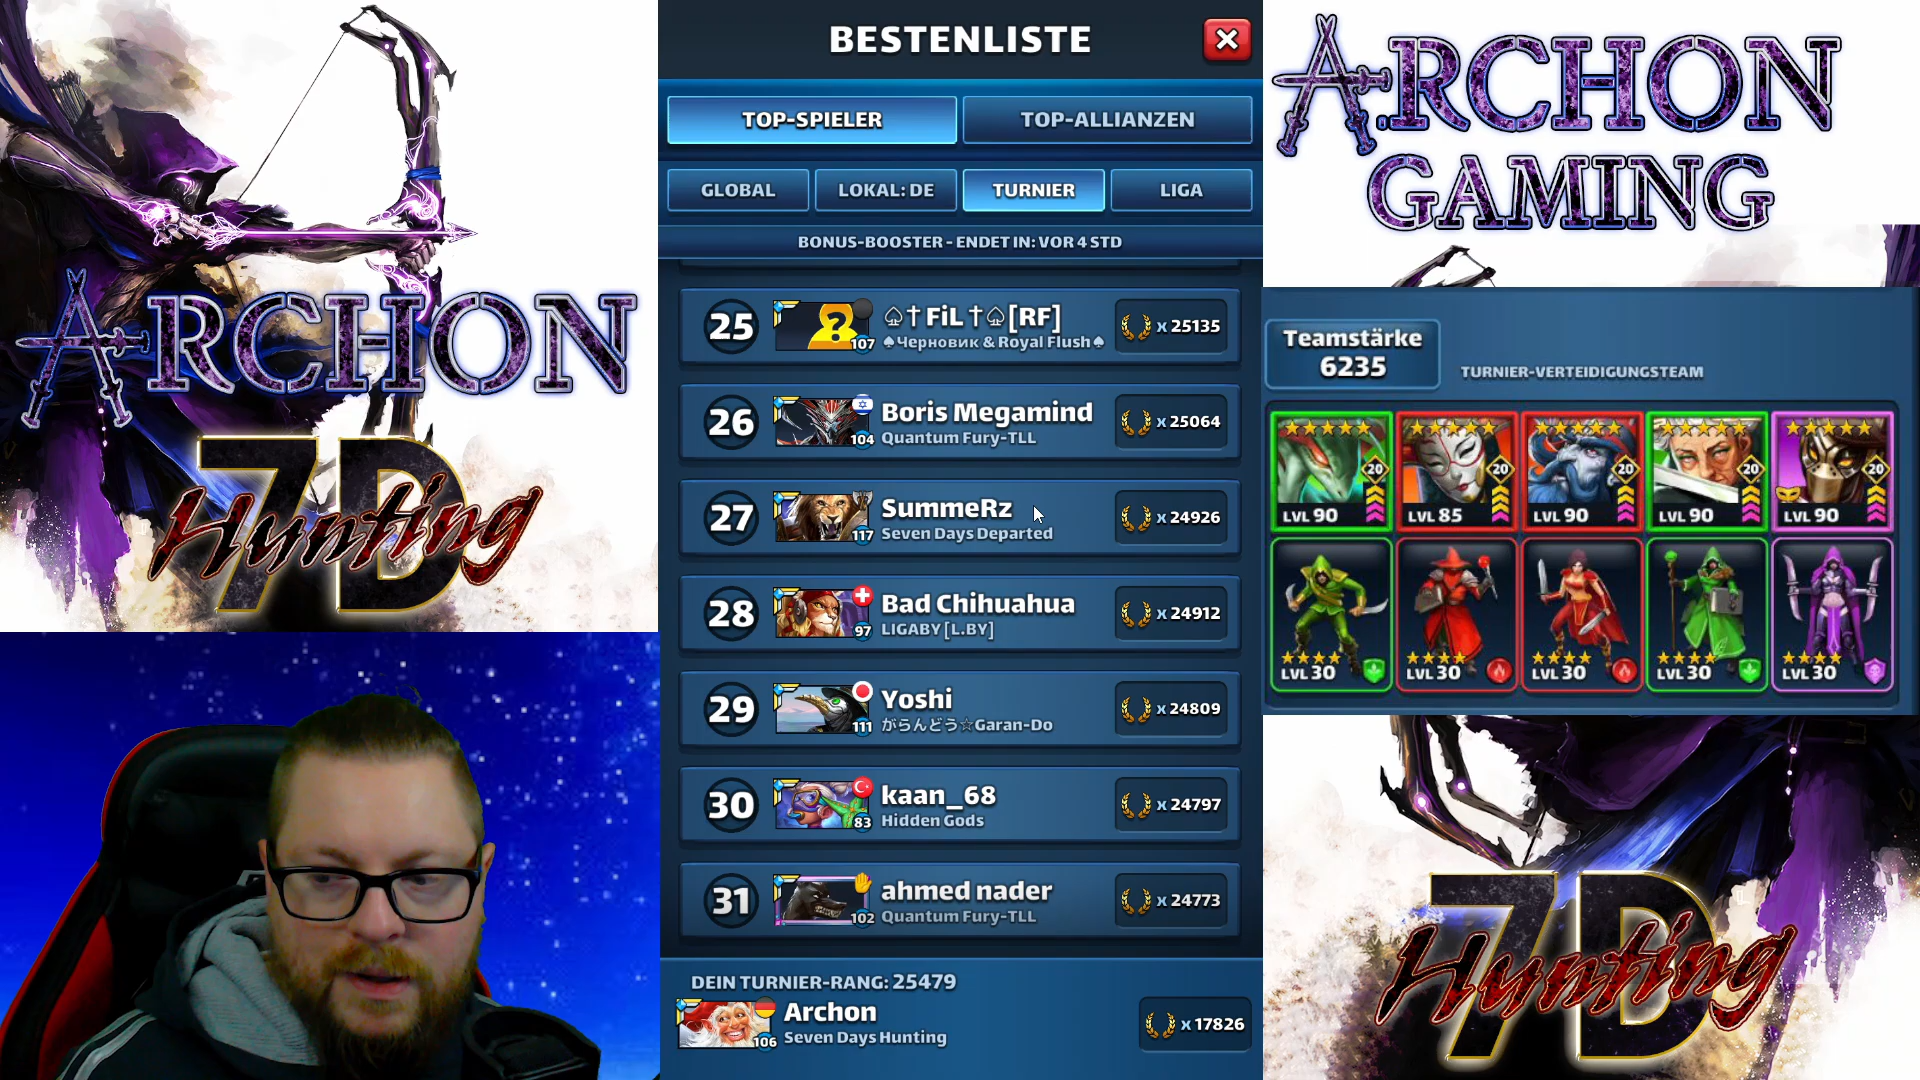 ARCHON
7D
Hunting
BESTENLISTE
TOP-SPIELER
TOP-ALLIANZEN
GLOBAL
LOKAL: DE
TURNIER
LIGA
BONUS-BOOSTER - ENDET IN: VOR 4 STD
25
107
♤†FiL†♤[RF]
♠Черновик & Royal Flush♠
x 25135
26
104
Boris Megamind
Quantum Fury-TLL
x 25064
27
117
SummeRz
Seven Days Departed
x 24926
28
97
Bad Chihuahua
LIGABY [L.BY]
x 24912
29
111
Yoshi
がらんどう☆Garan-Do
x 24809
30
83
kaan_68
Hidden Gods
x 24797
31
102
ahmed nader
Quantum Fury-TLL
x 24773
DEIN TURNIER-RANG: 25479
106
Archon
Seven Days Hunting
x 17826
ARCHON
GAMING
Teamstärke
6235
TURNIER-VERTEIDIGUNGSTEAM
20 20 20 20 20
LVL 90 LVL 85 LVL 90 LVL 90 LVL 90
LVL 30 LVL 30 LVL 30 LVL 30 LVL 30
7D
Hunting